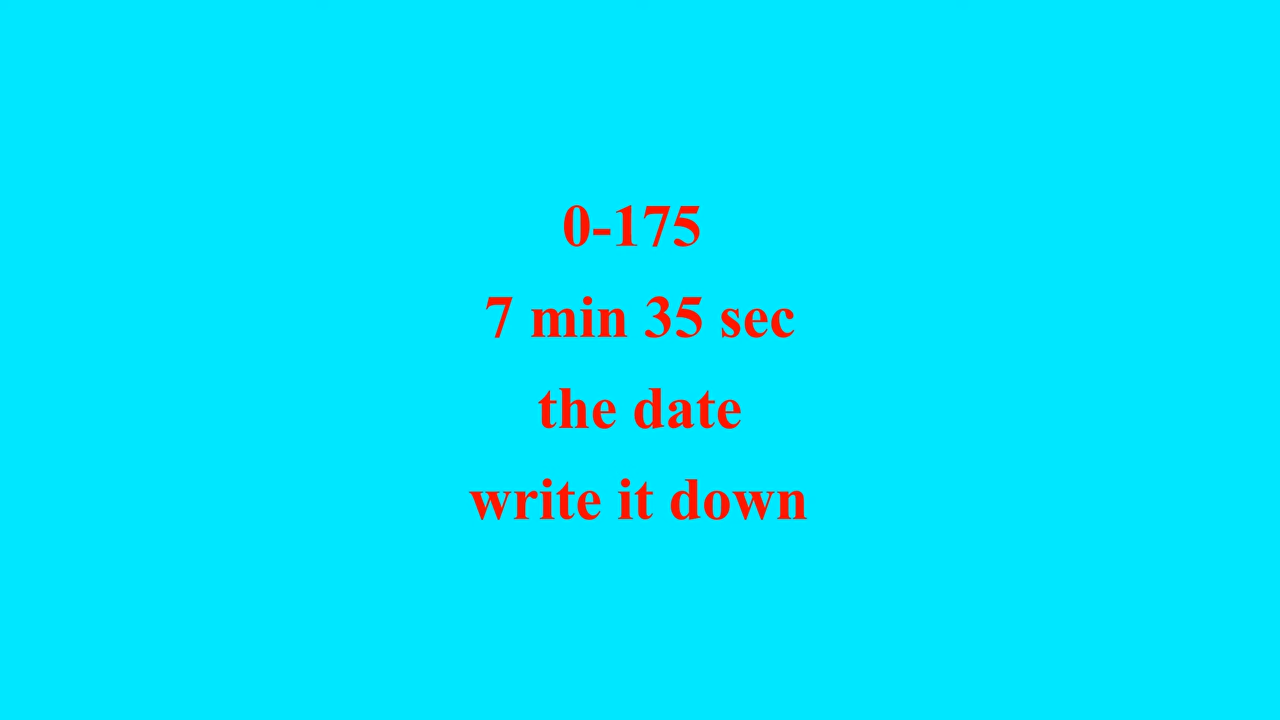 0-175
7 min 35 sec
the date
write it down